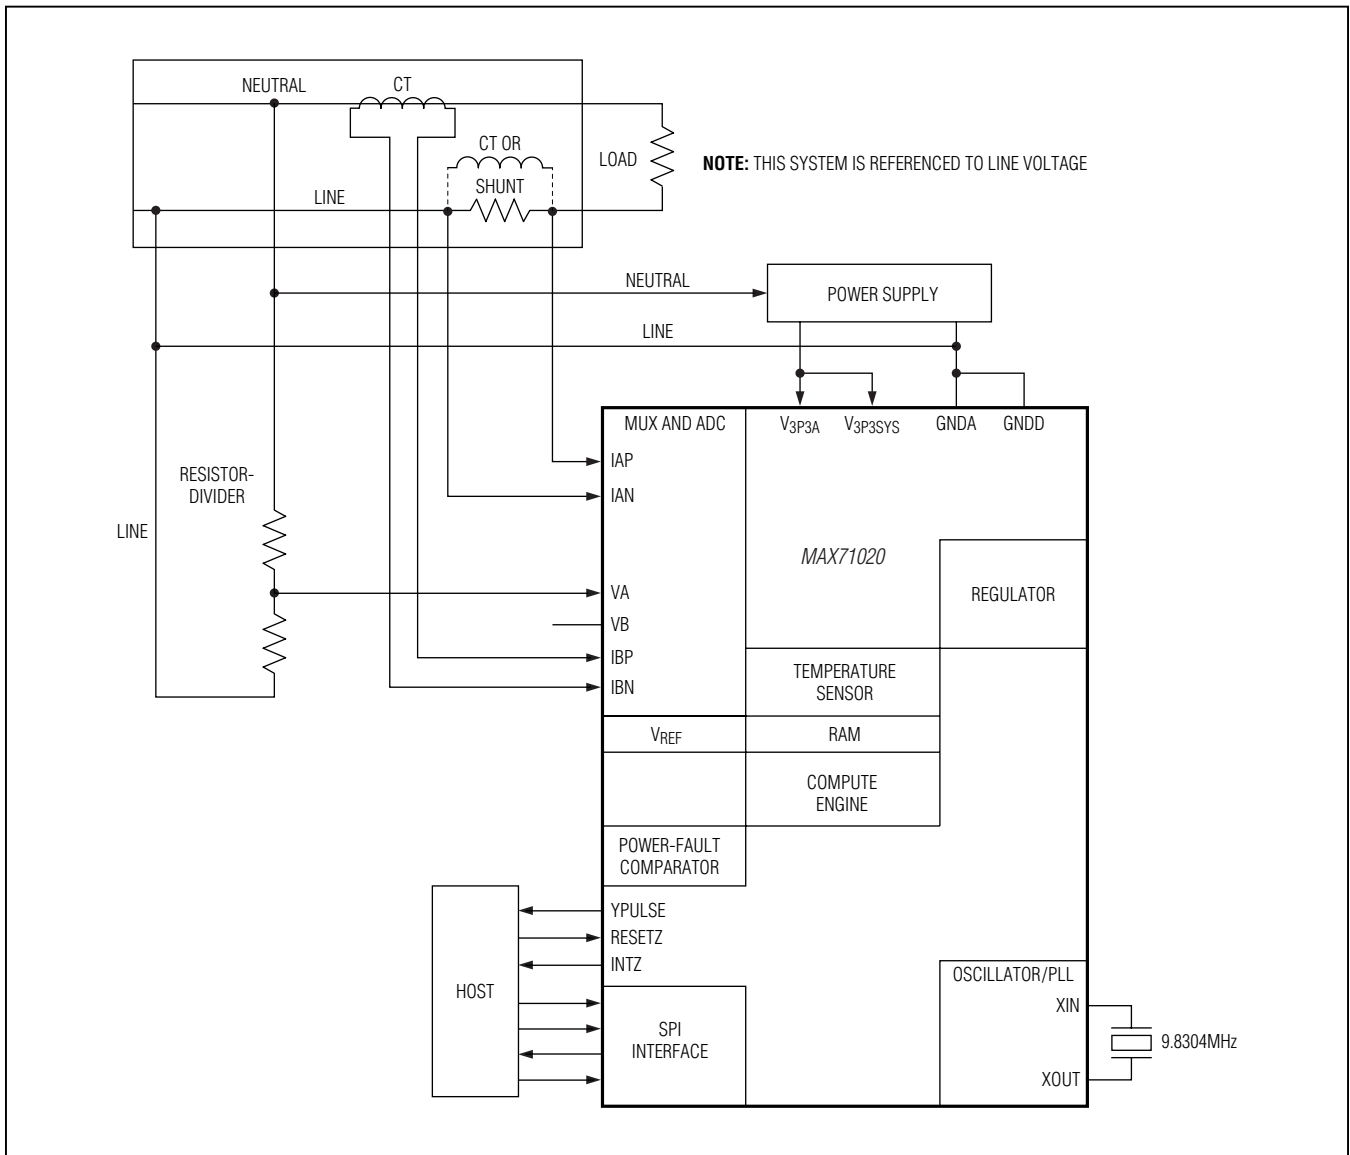 NEUTRAL
CT
CT OR
SHUNT
LOAD
NOTE: THIS SYSTEM IS REFERENCED TO LINE VOLTAGE
LINE
NEUTRAL
POWER SUPPLY
LINE
MUX AND ADC
V3P3A
V3P3SYS
GNDA
GNDD
IAP
IAN
RESISTOR-
DIVIDER
LINE
MAX71020
REGULATOR
VA
VB
IBP
IBN
TEMPERATURE
SENSOR
VREF
RAM
COMPUTE
ENGINE
POWER-FAULT
COMPARATOR
YPULSE
RESETZ
INTZ
HOST
SPI
INTERFACE
OSCILLATOR/PLL
XIN
9.8304MHz
XOUT